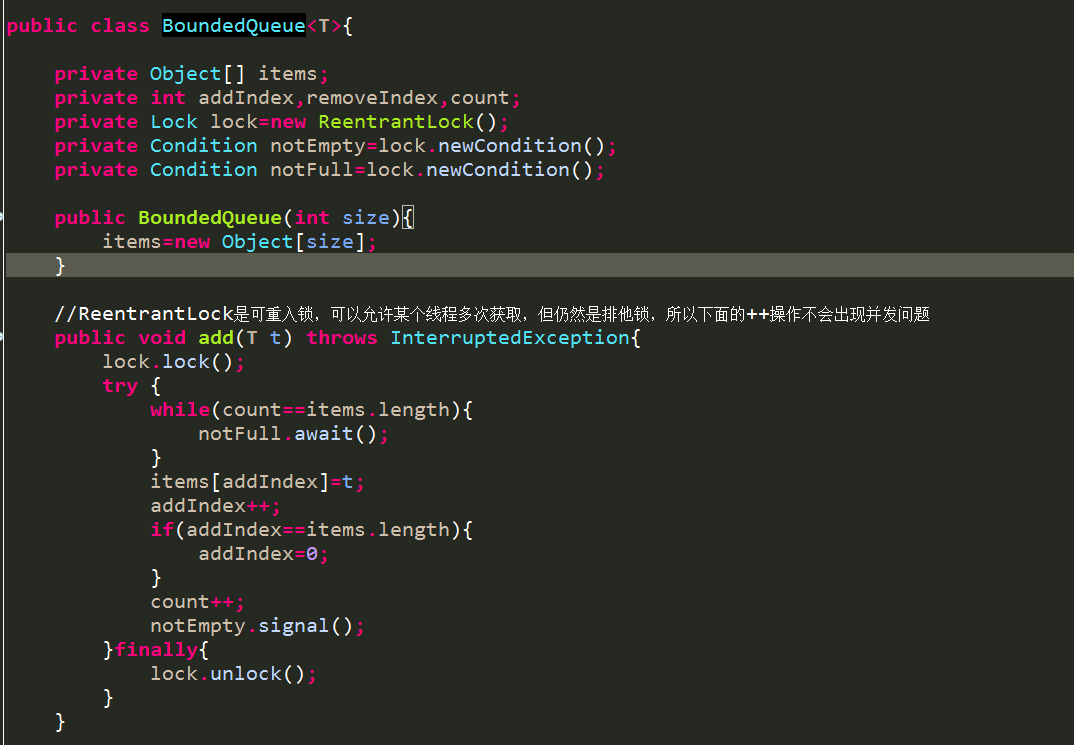 public class BoundedQueue<T>{
private Object[] items;
private int addIndex,removeIndex,count;
private Lock lock=new ReentrantLock();
private Condition notEmpty=lock.newCondition();
private Condition notFull=lock.newCondition();
public BoundedQueue(int size){
items=new Object[size];
}
//ReentrantLock是可重入锁，可以允许某个线程多次获取，但仍然是排他锁，所以下面的++操作不会出现并发问题
public void add(T t) throws InterruptedException{
lock.lock();
try {
while(count==items.length){
notFull.await();
}
items[addIndex]=t;
addIndex++;
if(addIndex==items.length){
addIndex=0;
}
count++;
notEmpty.signal();
}finally{
lock.unlock();
}
}